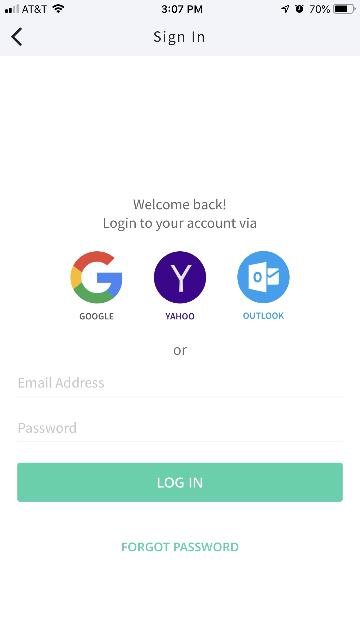 AT&T 3:07 PM 70%
Sign In
Welcome back!
Login to your account via
GOOGLE YAHOO OUTLOOK
or
Email Address
Password
LOG IN
FORGOT PASSWORD